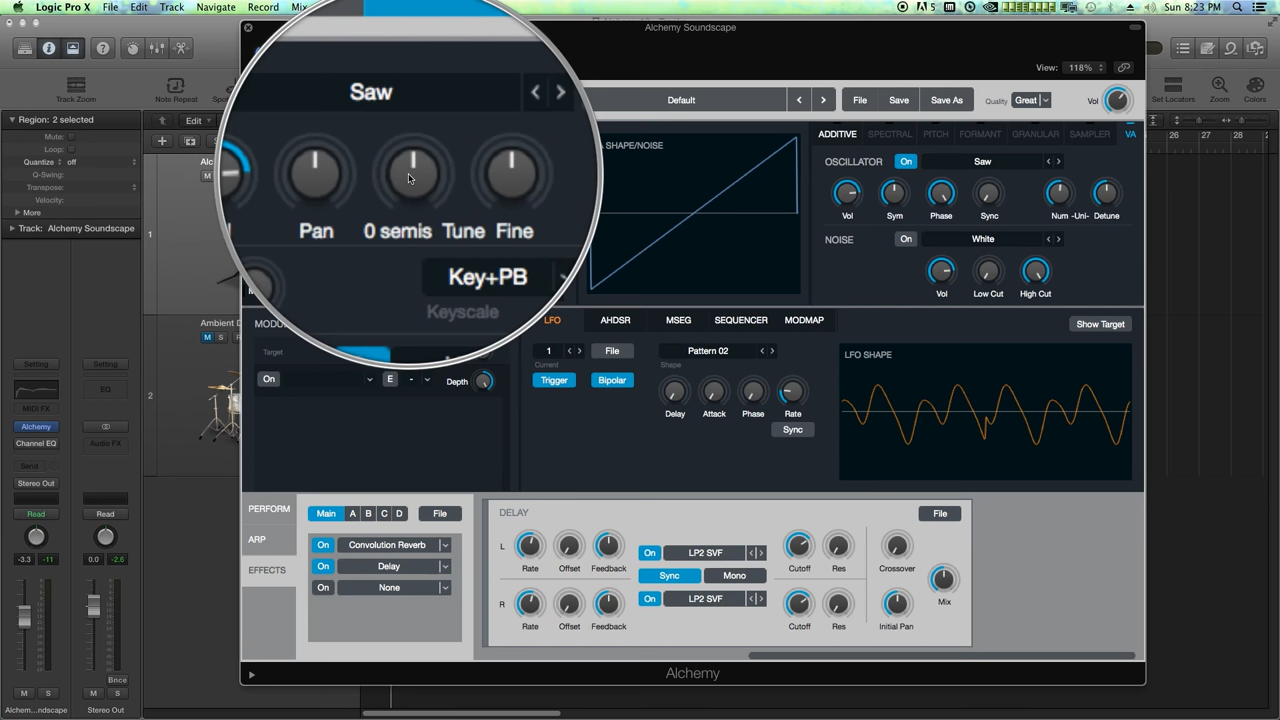 Logic Pro X File Edit Track Navigate Record Mix
5 Sun 8:23 PM
Alchemy Soundscape
View: 118%
Track Zoom Note Repeat
Set Locators Zoom Colors
Default File Save Save As Quality Great Vol
Region: 2 selected
Mute:
Loop:
Quantize off
Q-Swing:
Transpose:
Velocity:
More
Track: Alchemy Soundscape
Edit
26 27 28
1
M
Ambient D
M S R
2
Saw
Pan 0 semis Tune Fine
Key+PB
Keyscale
SHAPE/NOISE
ADDITIVE SPECTRAL PITCH FORMANT GRANULAR SAMPLER VA
OSCILLATOR On Saw
Vol Sym Phase Sync Num -Uni- Detune
NOISE On White
Vol Low Cut High Cut
MODU
Target
On E - Depth
LFO AHDSR MSEG SEQUENCER MODMAP Show Target
1 File Pattern 02
Current Shape
Trigger Bipolar
Delay Attack Phase Rate
Sync
LFO SHAPE
PERFORM
ARP
EFFECTS
Main A B C D File
On Convolution Reverb
On Delay
On None
DELAY File
L
Rate Offset Feedback
On LP2 SVF
Cutoff Res Crossover
Sync Mono
Mix
R
Rate Offset Feedback
On LP2 SVF
Cutoff Res Initial Pan
Alchemy
Setting Setting
EQ
MIDI FX
Alchemy
Channel EQ Audio FX
Send
Stereo Out
Read Read
-3.3 -11 0.0 -2.6
Bnce
M S M S
Alchem...ndscape Stereo Out